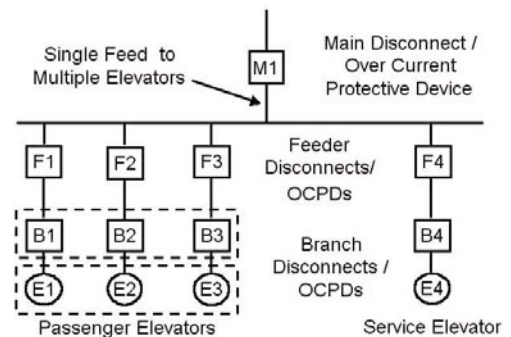 Single Feed to
Multiple Elevators
M1
Main Disconnect /
Over Current
Protective Device
F1
F2
F3
Feeder
Disconnects/
OCPDs
F4
B1
B2
B3
Branch
Disconnects /
OCPDs
B4
E1
E2
E3
E4
Passenger Elevators
Service Elevator